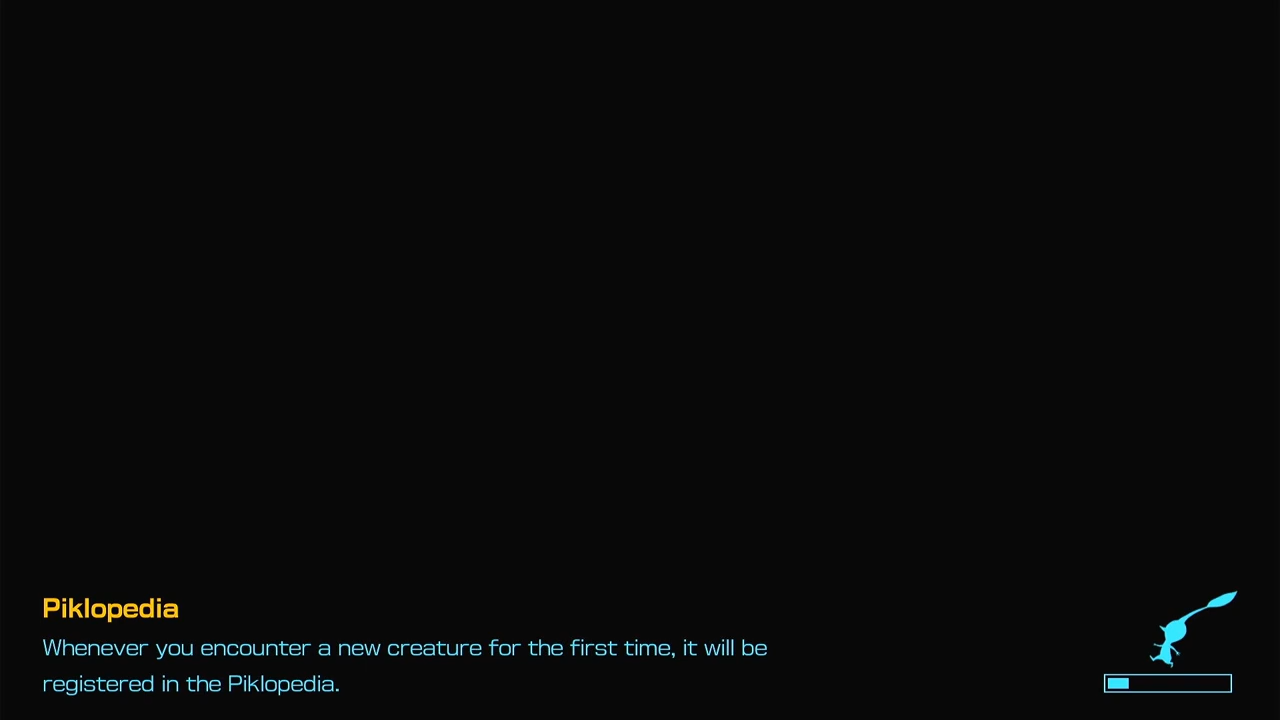 Piklopedia
Whenever you encounter a new creature for the first time, it will be
registered in the Piklopedia.